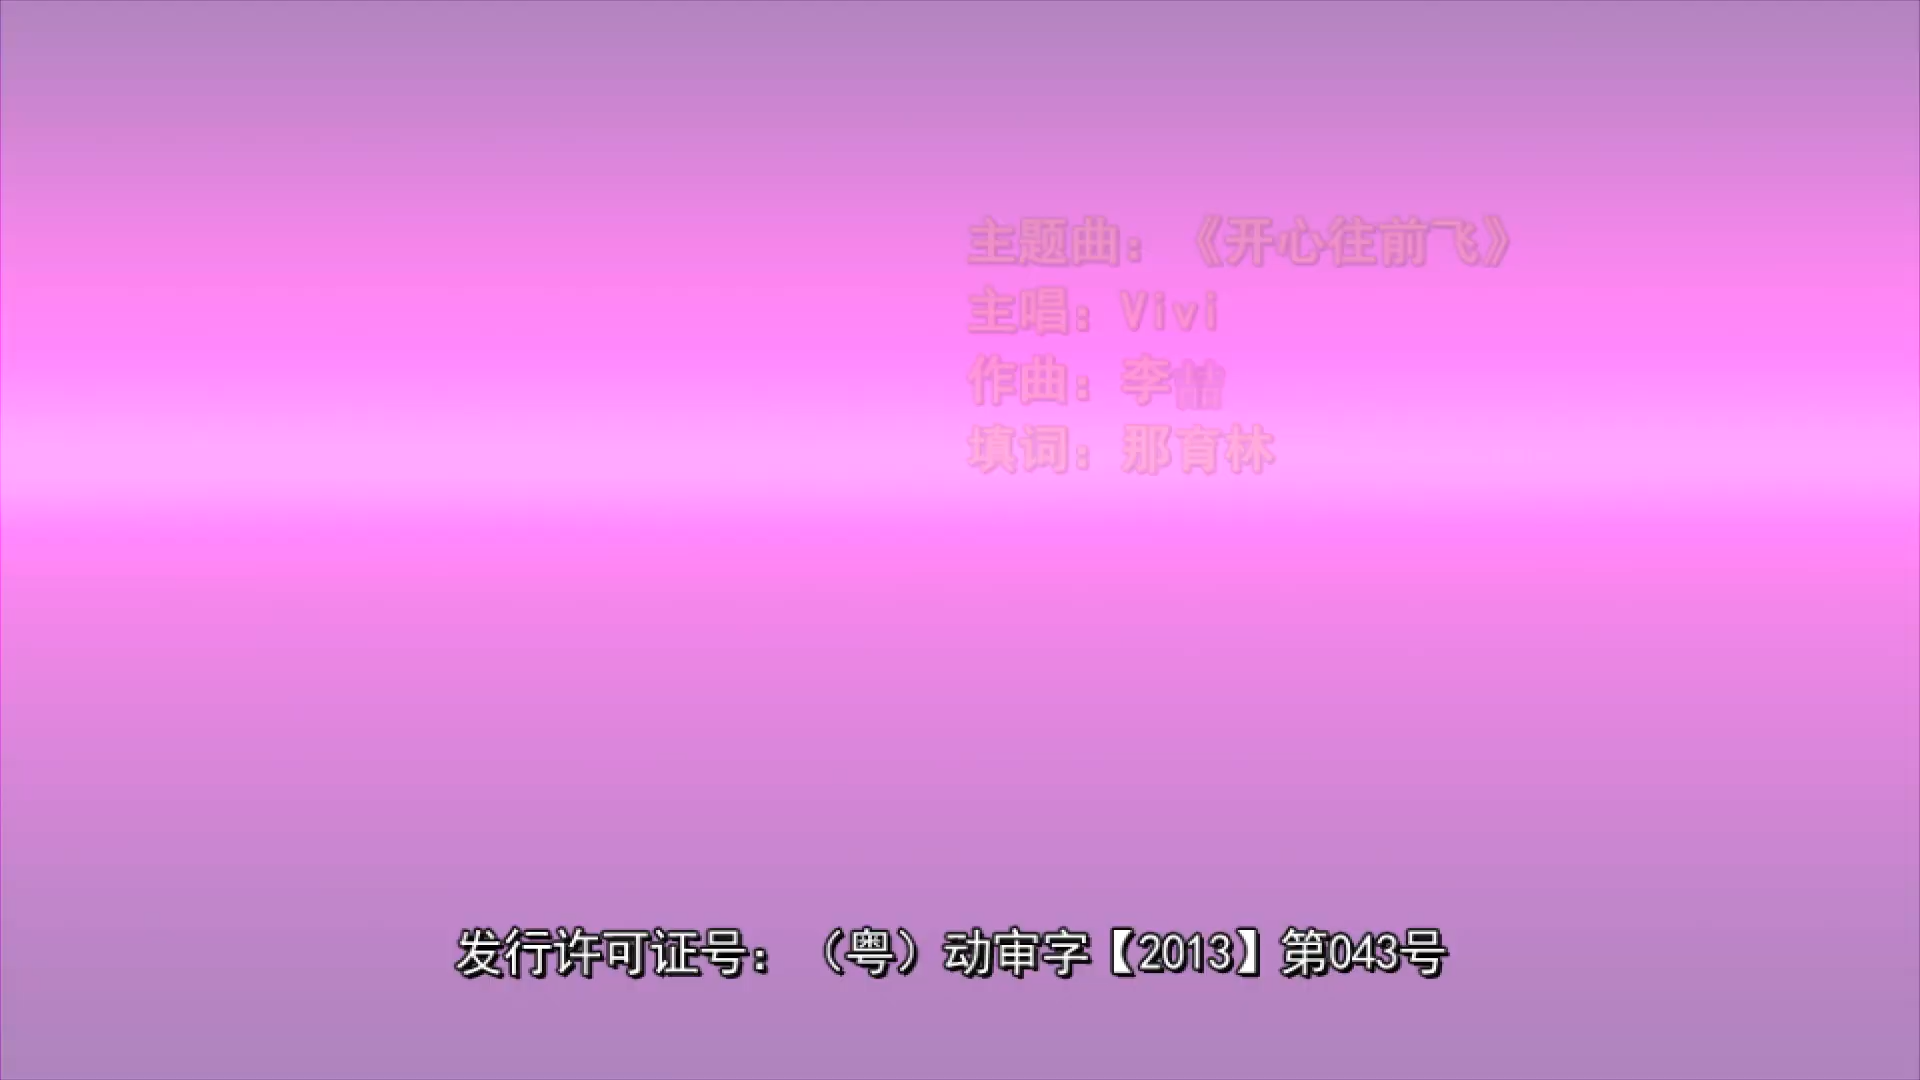 主题曲：《开心往前飞》
主唱：Vivi
作曲：李喆
填词：那育林
发行许可证号：（粤）动审字【2013】第043号